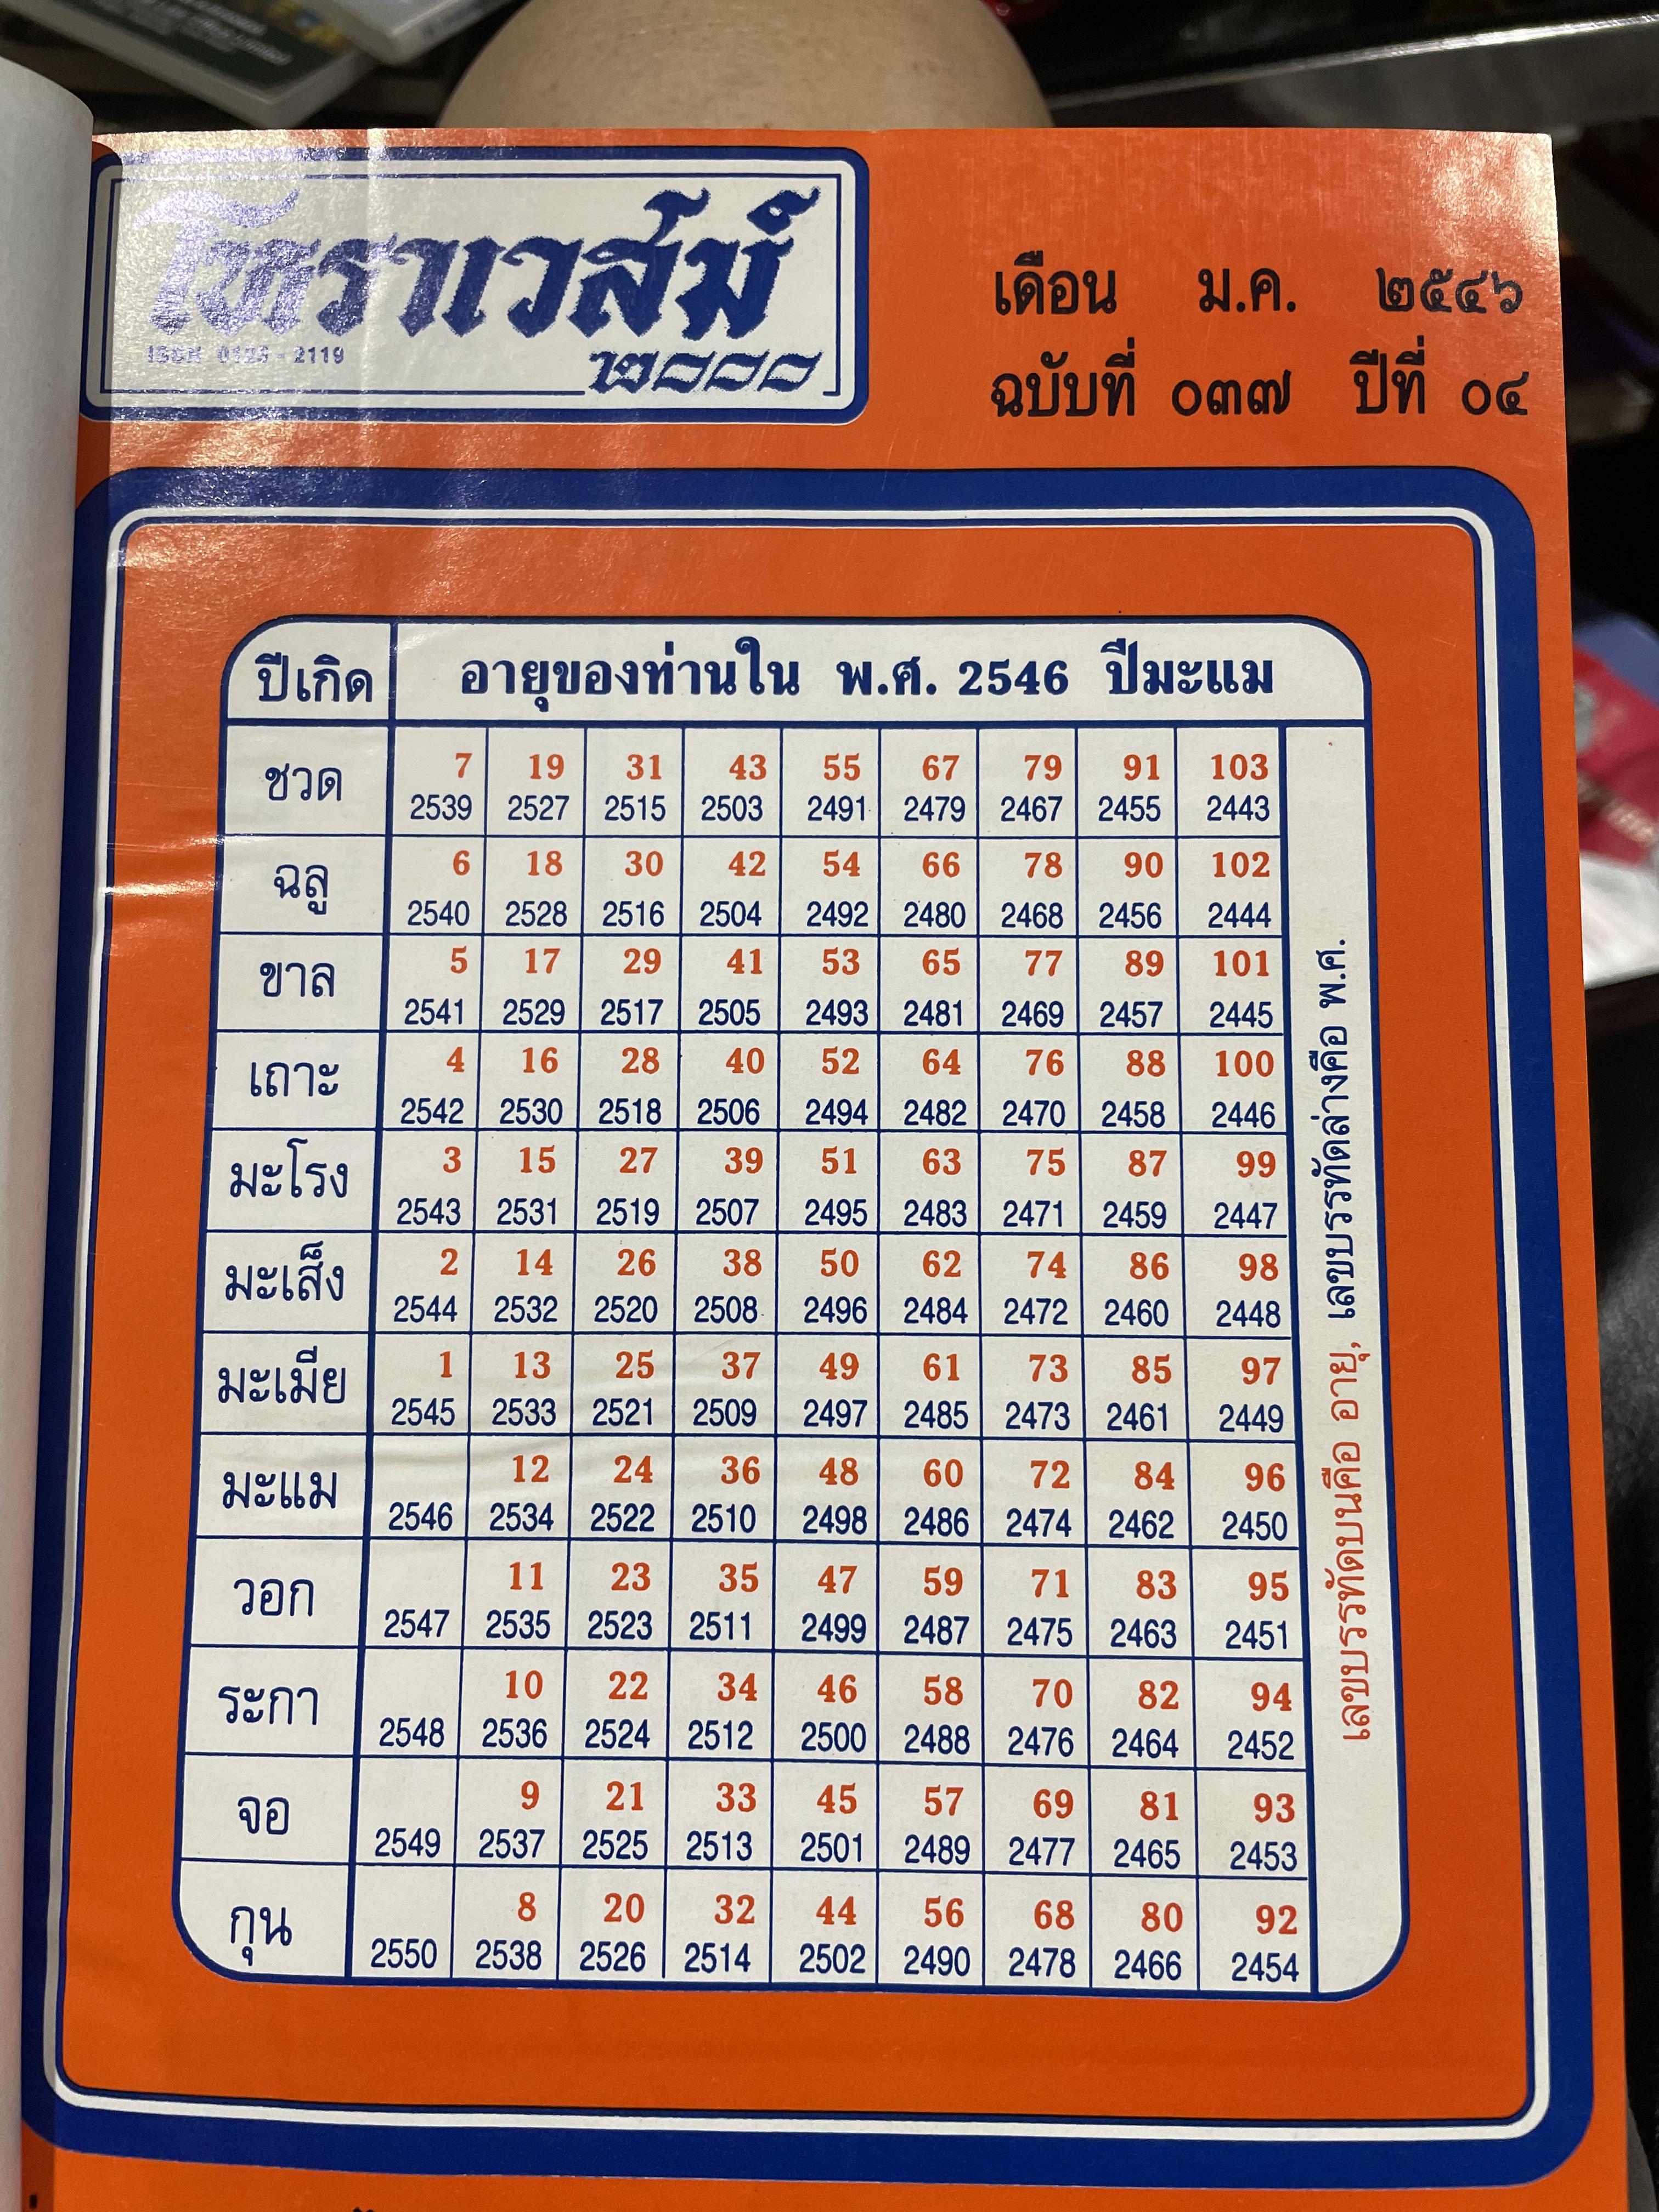 โหราเวสม์
๒๐๐๐
เดือน ม.ค. ๒๕๔๖
ฉบับที่ ๐๓๗ ปีที่ ๐๔
ปีเกิด อายุของท่านใน พ.ศ. 2546 ปีมะแม
ชวด 7 19 31 43 55 67 79 91 103
2539 2527 2515 2503 2491 2479 2467 2455 2443
ฉลู 6 18 30 42 54 66 78 90 102
2540 2528 2516 2504 2492 2480 2468 2456 2444
ขาล 5 17 29 41 53 65 77 89 101
2541 2529 2517 2505 2493 2481 2469 2457 2445
เถาะ 4 16 28 40 52 64 76 88 100
2542 2530 2518 2506 2494 2482 2470 2458 2446
มะโรง 3 15 27 39 51 63 75 87 99
2543 2531 2519 2507 2495 2483 2471 2459 2447
มะเส็ง 2 14 26 38 50 62 74 86 98
2544 2532 2520 2508 2496 2484 2472 2460 2448
มะเมีย 1 13 25 37 49 61 73 85 97
2545 2533 2521 2509 2497 2485 2473 2461 2449
มะแม 12 24 36 48 60 72 84 96
2546 2534 2522 2510 2498 2486 2474 2462 2450
วอก 11 23 35 47 59 71 83 95
2547 2535 2523 2511 2499 2487 2475 2463 2451
ระกา 10 22 34 46 58 70 82 94
2548 2536 2524 2512 2500 2488 2476 2464 2452
จอ 9 21 33 45 57 69 81 93
2549 2537 2525 2513 2501 2489 2477 2465 2453
กุน 8 20 32 44 56 68 80 92
2550 2538 2526 2514 2502 2490 2478 2466 2454
เลขบรรทัดบนคือ อายุ, เลขบรรทัดล่างคือ พ.ศ.